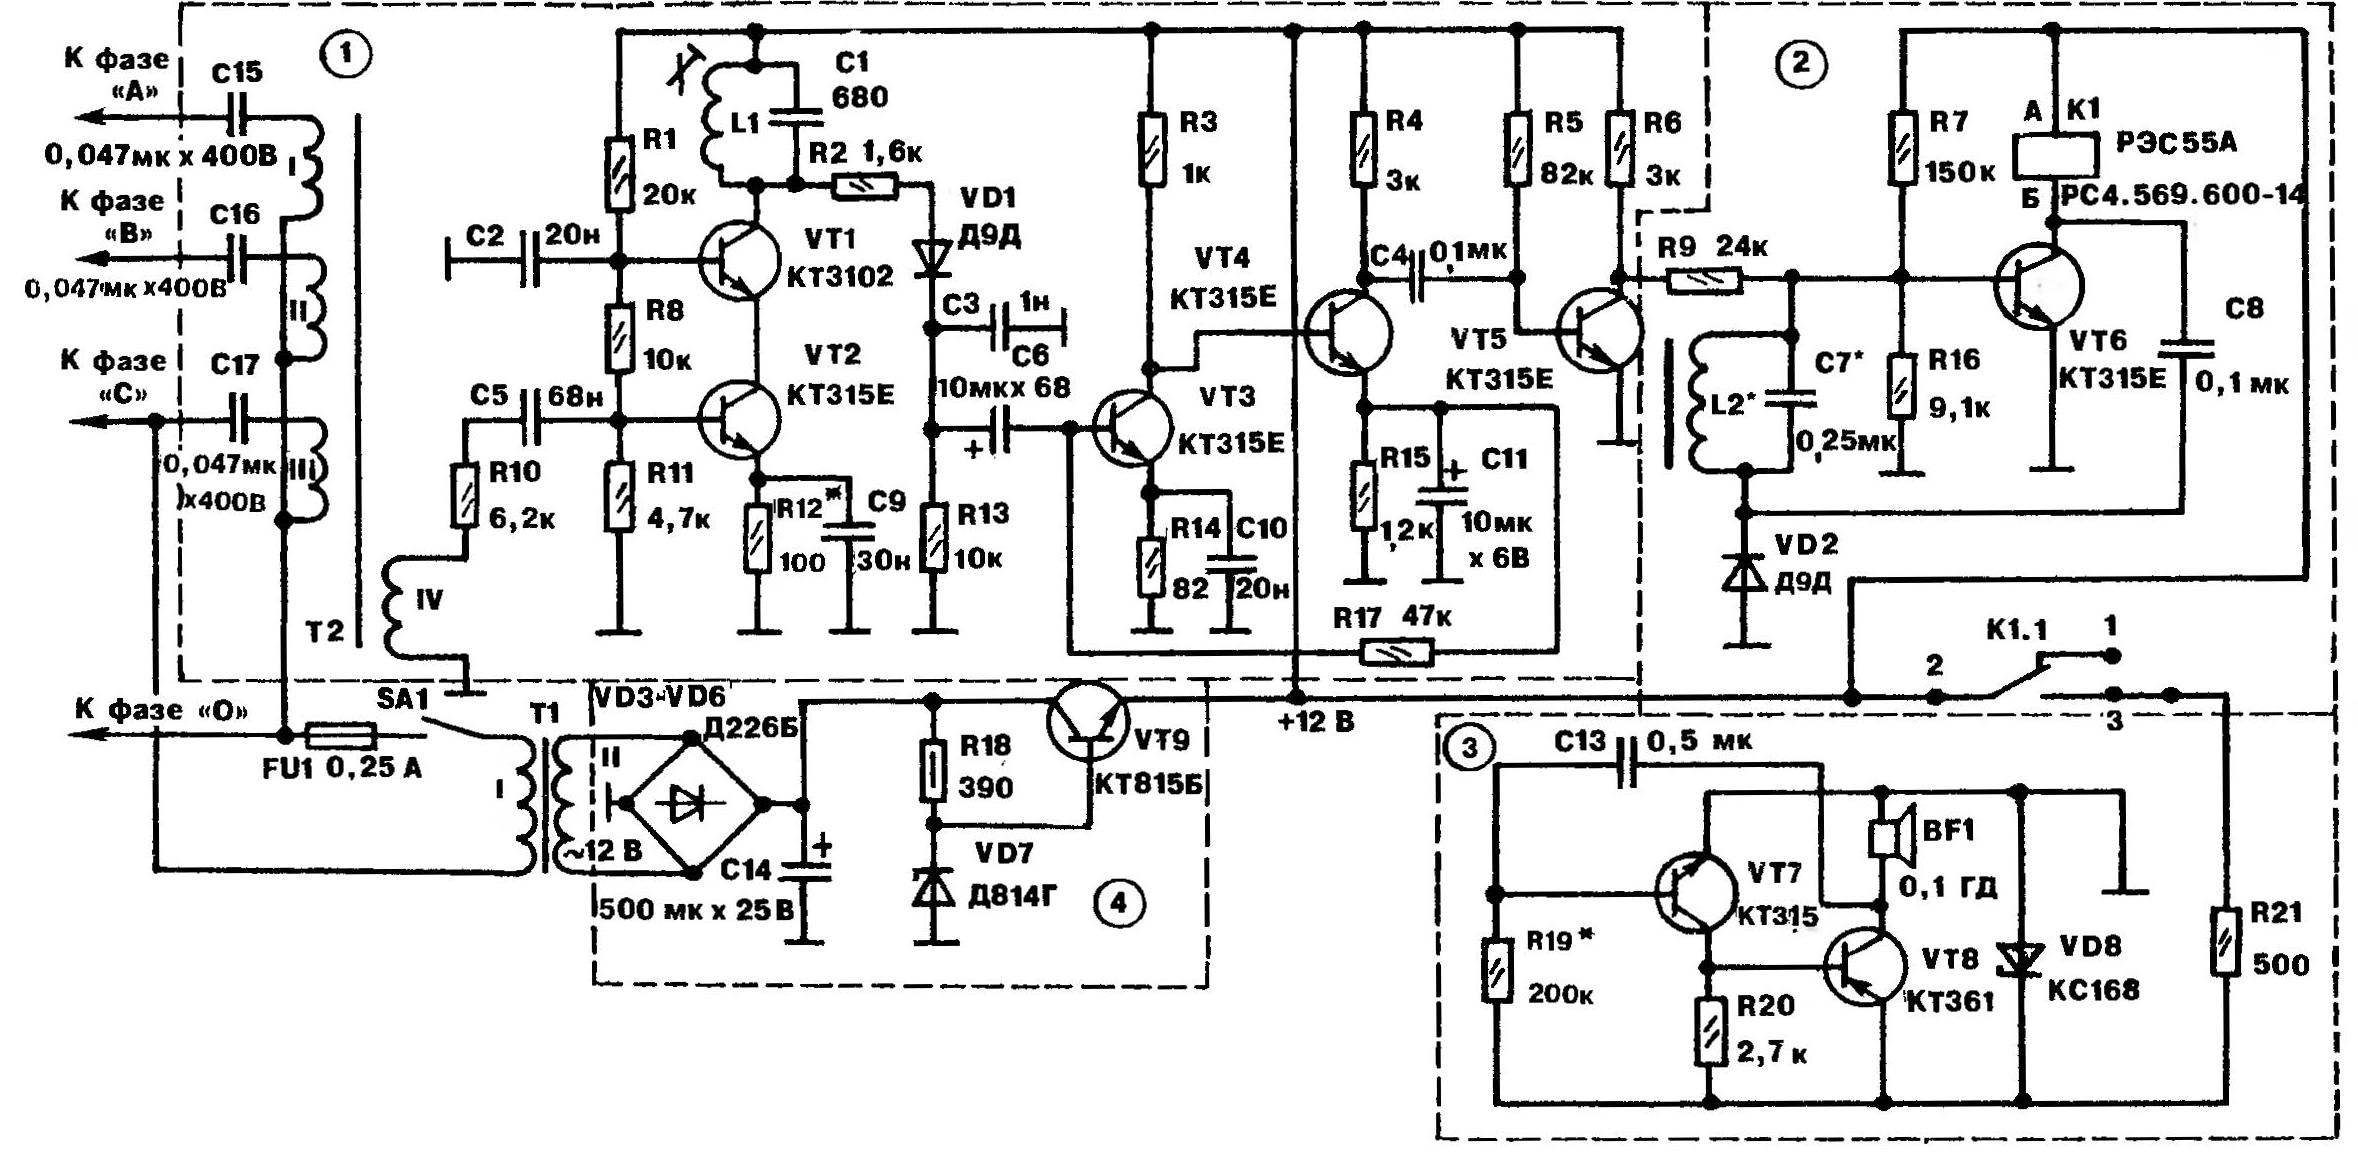 К фазе
«А»
C15
0,047мк x 400В
I
К фазе
«В»
C16
0,047мк x400В
II
К фазе
«С»
C17
0,047мк
x400В
III
К фазе «О»
1
T2
IV
SA1
FU1 0,25 А
T1
I
II
~12 В
C1
680
L1
R1
20к
R2 1,6к
C2 20н
VT1
КТ3102
VD1
Д9Д
R8
10к
C3 1н
VT2
КТ315Е
C5 68н
C6
10мкх 68
R10
6,2к
R11
4,7к
R12*
100
C9
30н
R13
10к
R3
1к
VT3
КТ315Е
R14
82
C10
20н
VT4
КТ315Е
R4
3к
C4 0,1мк
R5
82к
R6
3к
VT5
КТ315Е
R15
1,2к
C11
10мк
x 6В
R17 47к
2
R7
150к
А К1
РЭС55А
Б РС4.569.600-14
R9 24к
VT6
КТ315Е
C8
0,1мк
L2*
C7*
0,25мк
R16
9,1к
VD2
Д9Д
К1.1
1
2
3
VD3-VD6
Д226Б
C14
500 мк x 25В
R18
390
VD7
Д814Г
VT9
КТ815Б
4
+12 В
3
C13 0,5 мк
VT7
КТ315
BF1
0,1 ГД
R19*
200к
R20
2,7к
VT8
КТ361
VD8
КС168
R21
500